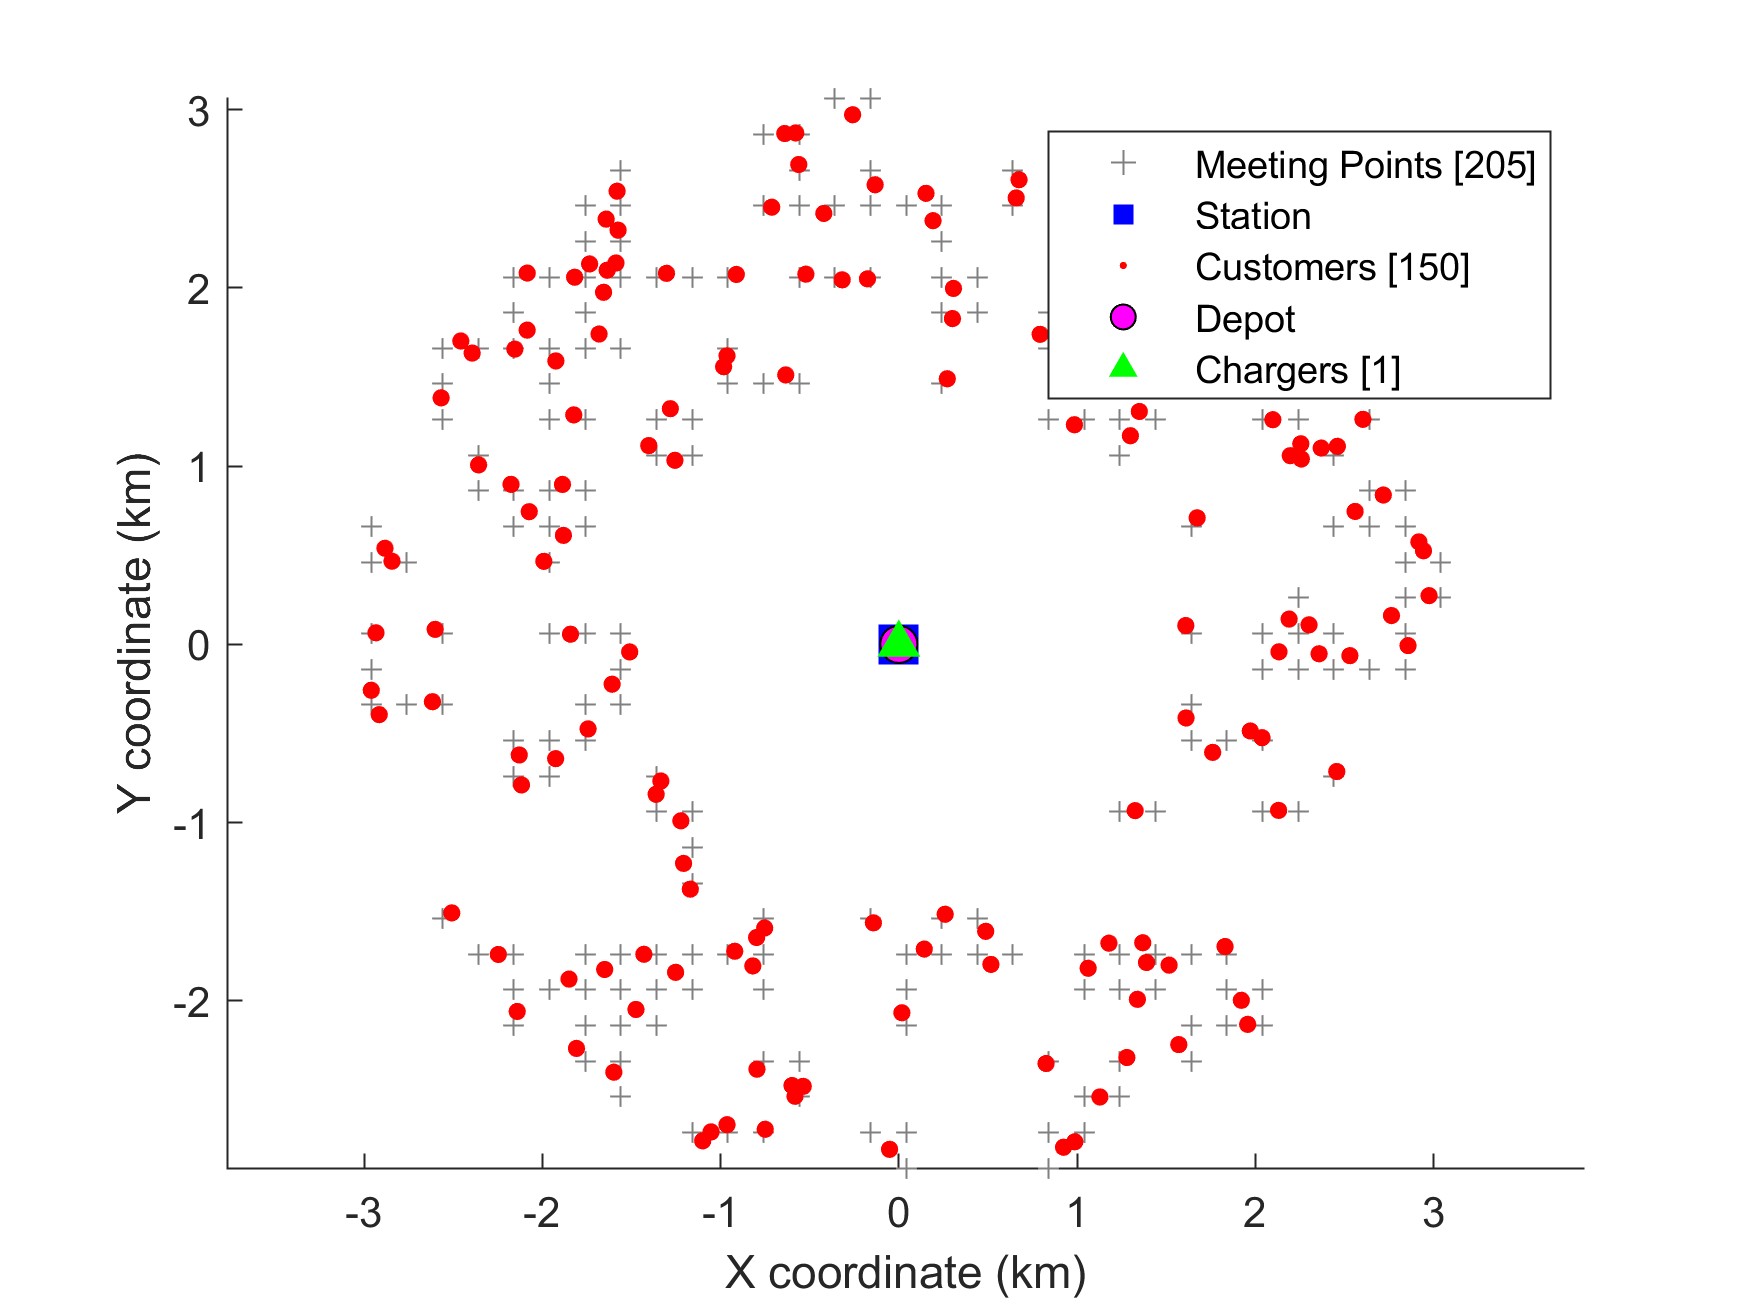 3
2
1
0
-1
-2
Y coordinate (km)
Meeting Points [205]
Station
Customers [150]
Depot
Chargers [1]
-3 -2 -1 0 1 2 3
X coordinate (km)